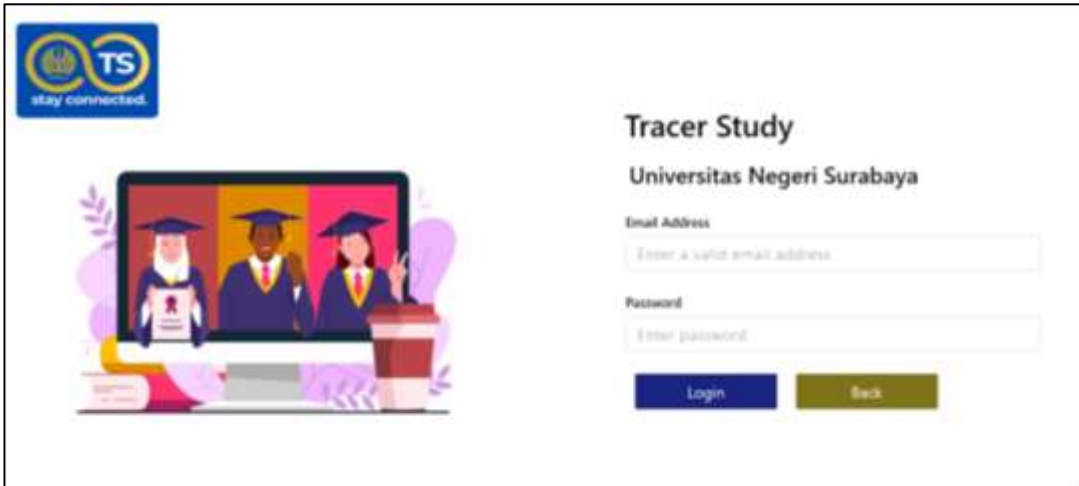 TS
stay connected.
Tracer Study
Universitas Negeri Surabaya
Email Address
Enter a valid email address
Password
Enter password
Login
Back